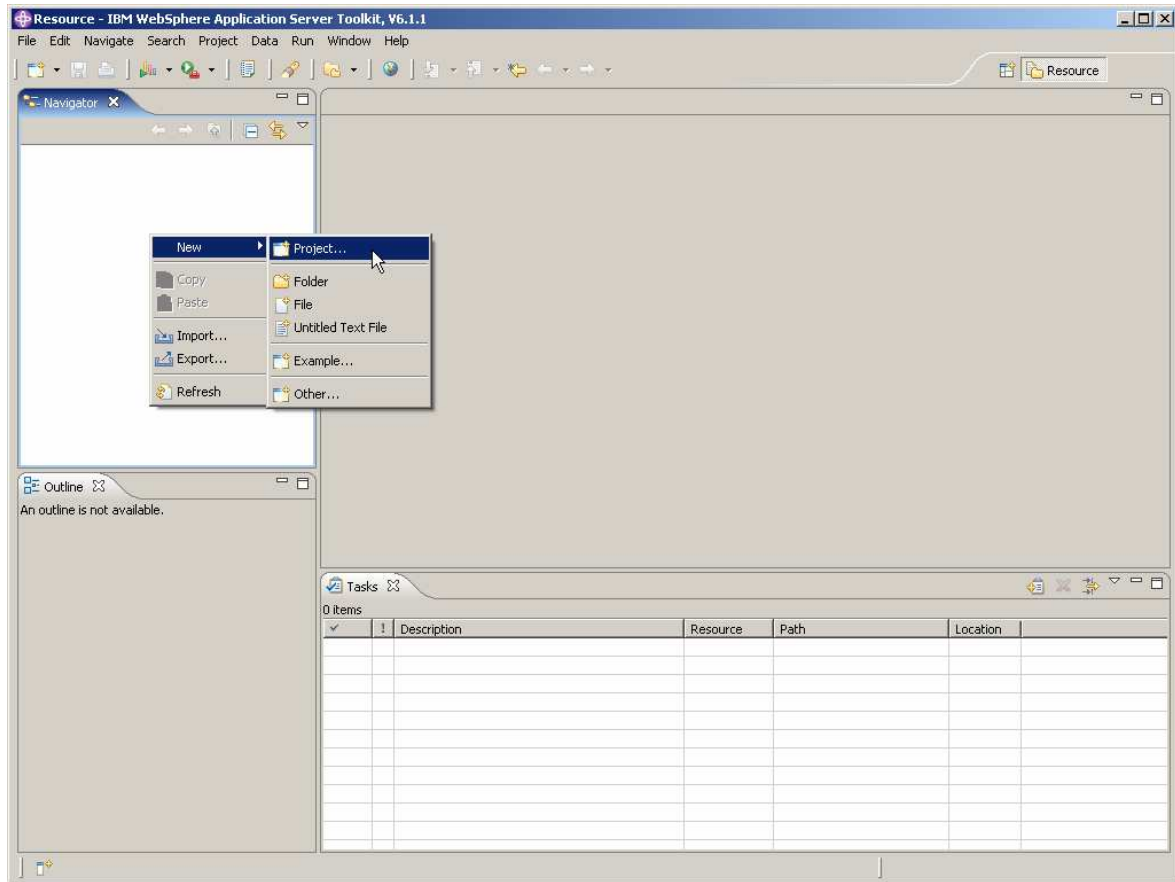 Resource - IBM WebSphere Application Server Toolkit, V6.1.1
File Edit Navigate Search Project Data Run Window Help
Resource
Navigator
New
Copy
Paste
Import...
Export...
Refresh
Project...
Folder
File
Untitled Text File
Example...
Other...
Outline
An outline is not available.
Tasks
0 items
! Description Resource Path Location